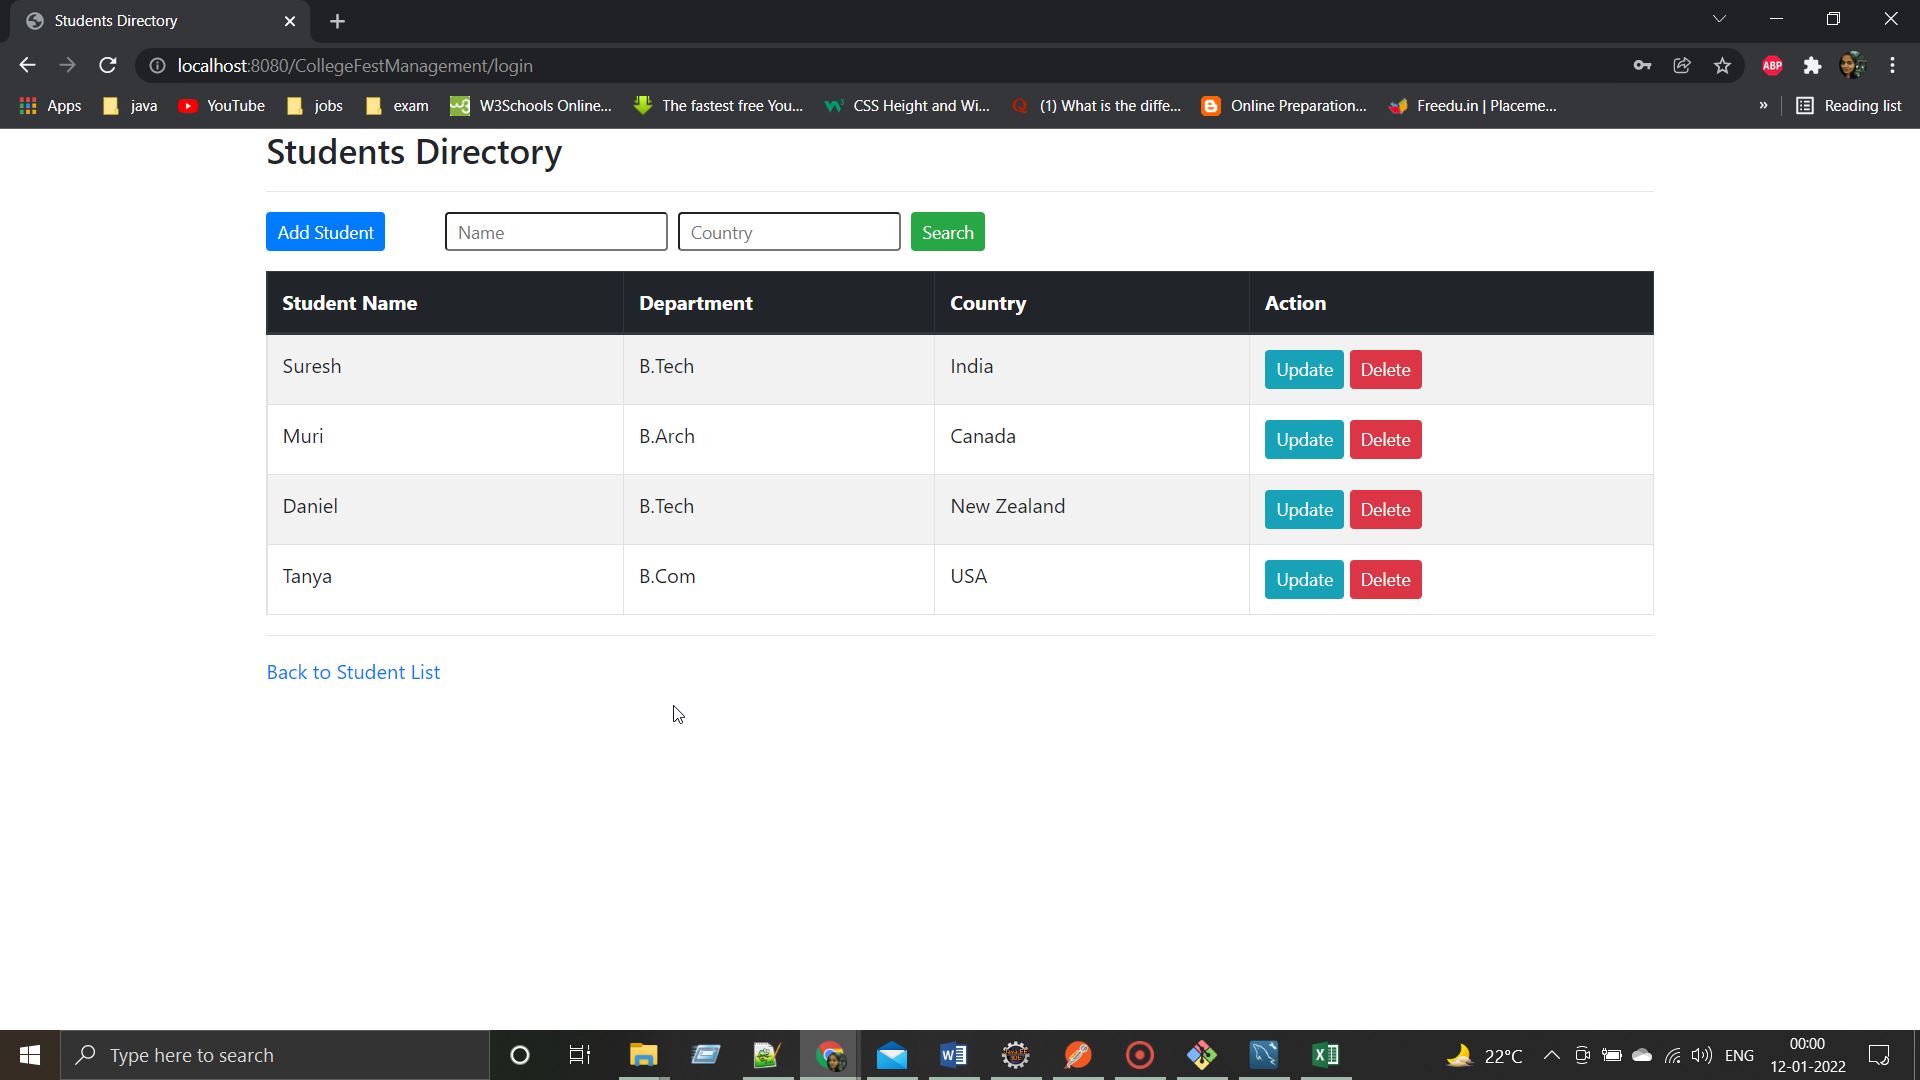 Students Directory
localhost:8080/CollegeFestManagement/login
ABP
Apps java YouTube jobs exam W3Schools Online... The fastest free You... CSS Height and Wi... (1) What is the diffe... Online Preparation... Freedu.in | Placeme... » Reading list
Students Directory
Add Student Name Country Search
Student Name Department Country Action
Suresh B.Tech India Update Delete
Muri B.Arch Canada Update Delete
Daniel B.Tech New Zealand Update Delete
Tanya B.Com USA Update Delete
Back to Student List
Type here to search 22°C ENG 00:00
12-01-2022